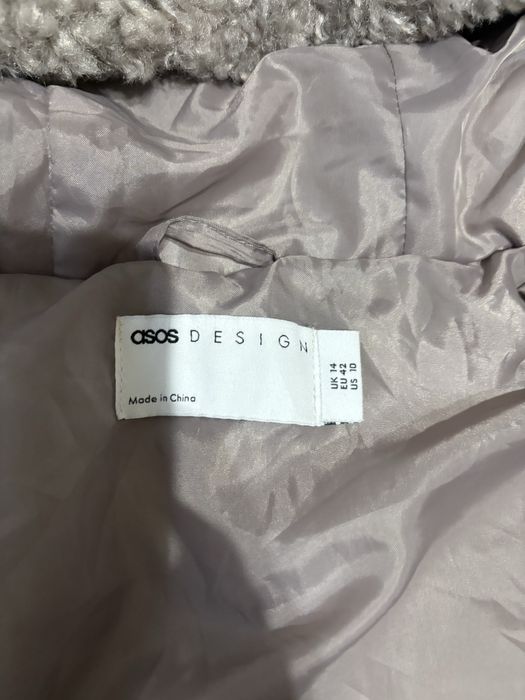 asos DESIGN
Made in China
UK 14
EU 42
US 10